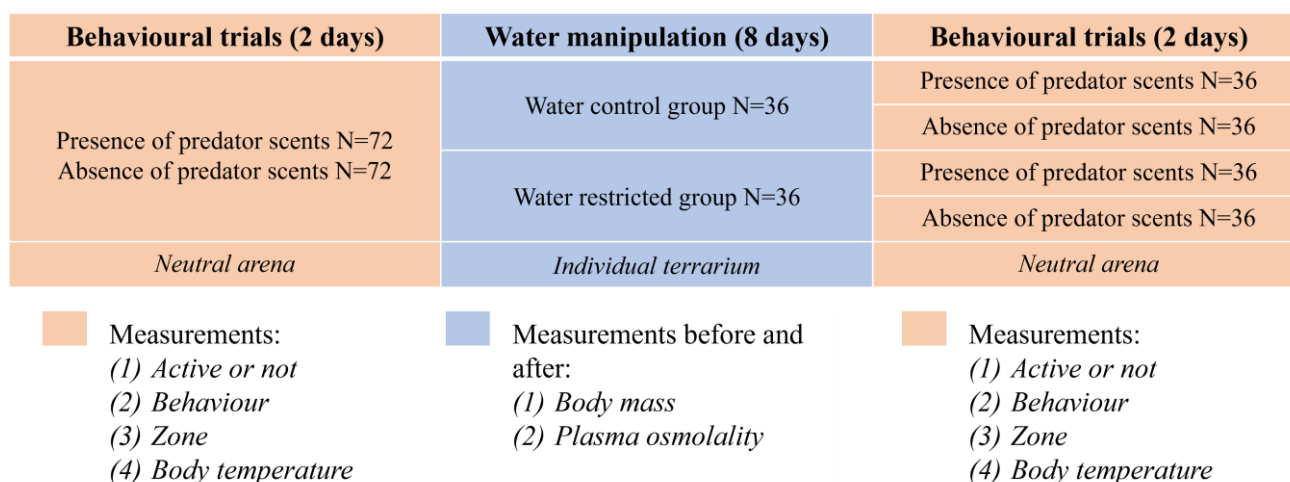 Behavioural trials (2 days)
Water manipulation (8 days)
Behavioural trials (2 days)
Presence of predator scents N=72
Absence of predator scents N=72
Water control group N=36
Water restricted group N=36
Presence of predator scents N=36
Absence of predator scents N=36
Presence of predator scents N=36
Absence of predator scents N=36
Neutral arena
Individual terrarium
Neutral arena
Measurements:
(1) Active or not
(2) Behaviour
(3) Zone
(4) Body temperature
Measurements before and
after:
(1) Body mass
(2) Plasma osmolality
Measurements:
(1) Active or not
(2) Behaviour
(3) Zone
(4) Body temperature